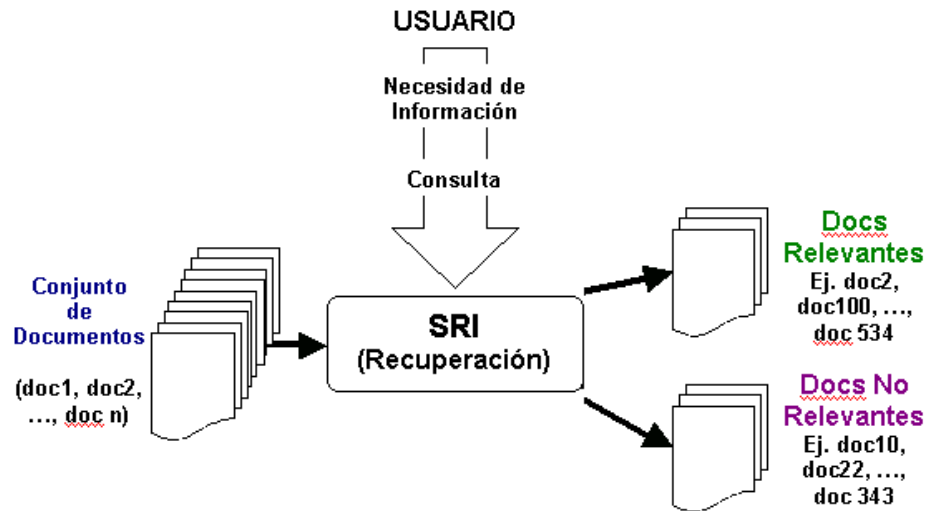 USUARIO
Necesidad de
Información
Consulta
Conjunto
de
Documentos
(doc1, doc2,
..., doc n)
SRI
(Recuperación)
Docs
Relevantes
Ej. doc2,
doc100, ...,
doc 534
Docs No
Relevantes
Ej. doc10,
doc22, ...,
doc 343